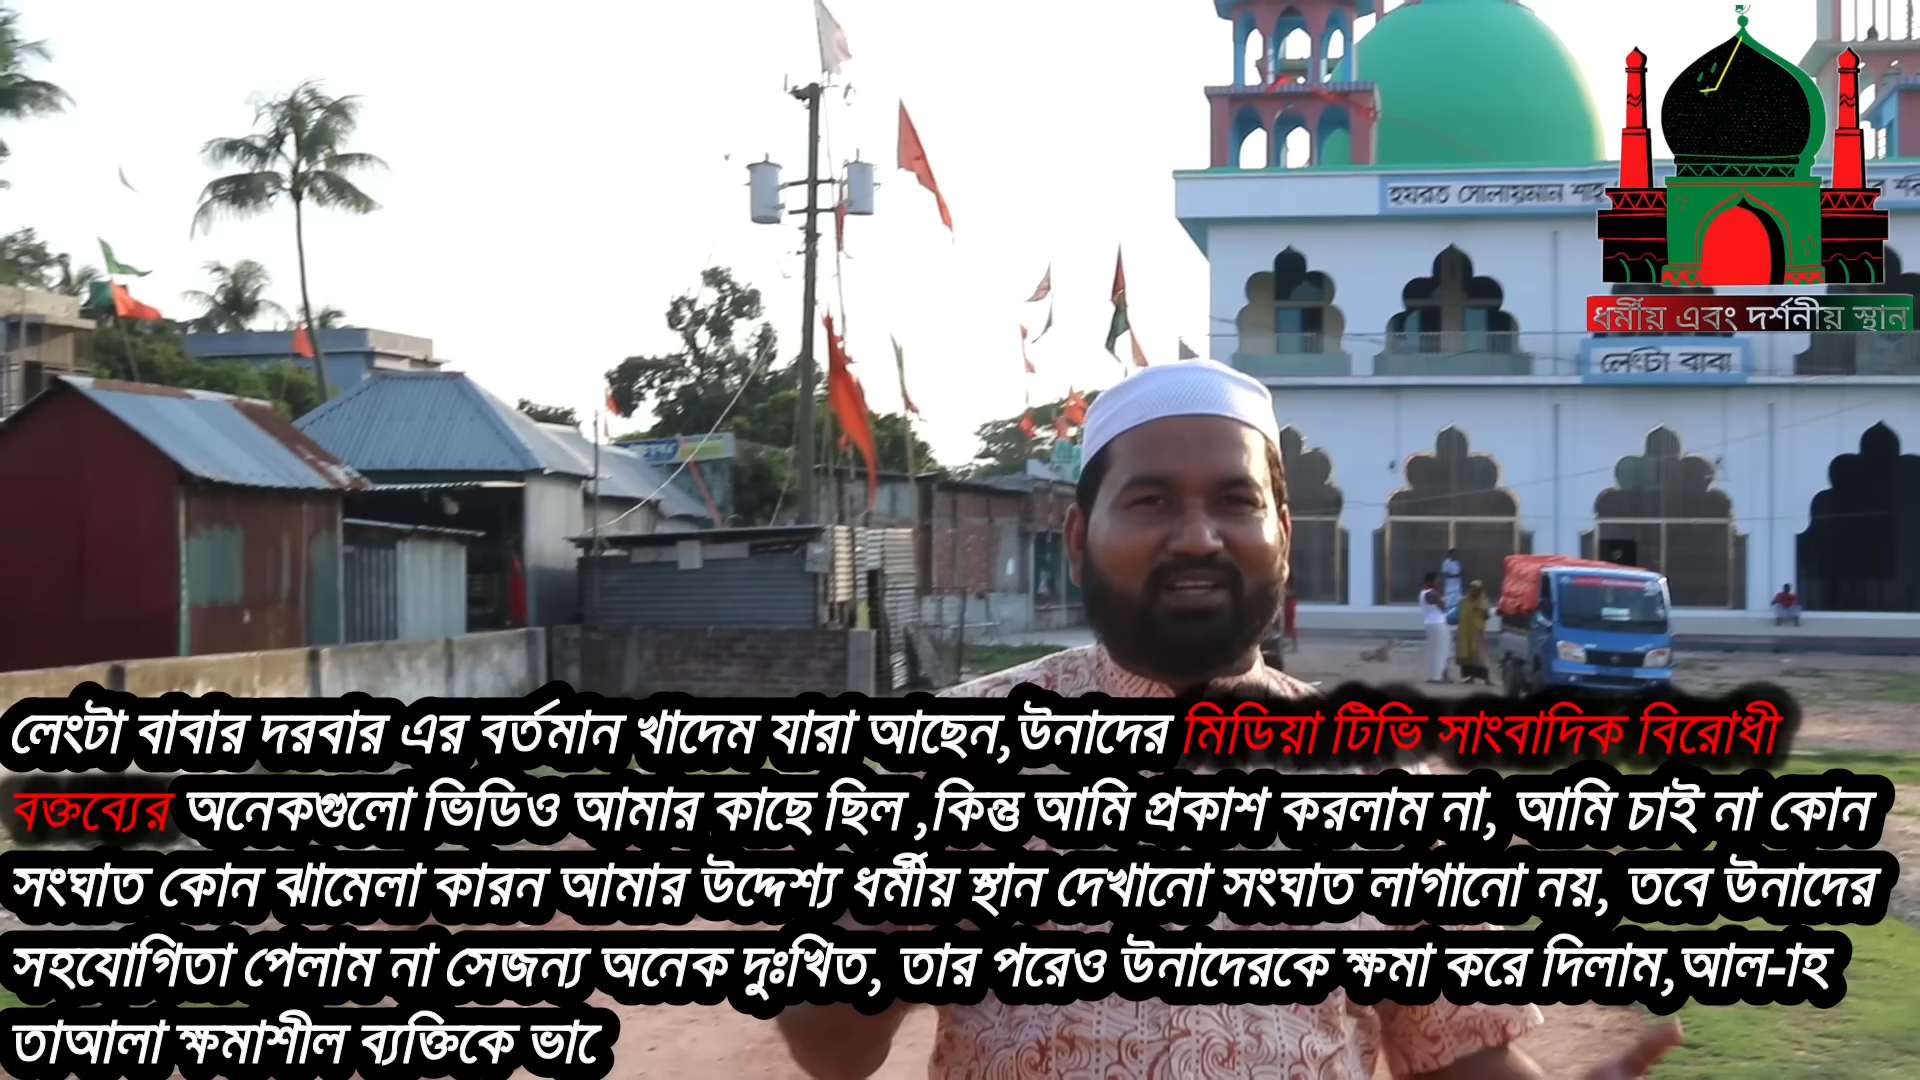 হযরত সোলায়মান শাহ
ধর্মীয় এবং দর্শনীয় স্থান
লেংটা বাবা
লেংটা বাবার দরবার এর বর্তমান খাদেম যারা আছেন,উনাদের মিডিয়া টিভি সাংবাদিক বিরোধী
বক্তব্যের অনেকগুলো ভিডিও আমার কাছে ছিল ,কিন্তু আমি প্রকাশ করলাম না, আমি চাই না কোন
সংঘাত কোন ঝামেলা কারন আমার উদ্দেশ্য ধর্মীয় স্থান দেখানো সংঘাত লাগানো নয়, তবে উনাদের
সহযোগিতা পেলাম না সেজন্য অনেক দুঃখিত, তার পরেও উনাদেরকে ক্ষমা করে দিলাম,আল-াহ
তাআলা ক্ষমাশীল ব্যক্তিকে ভাে